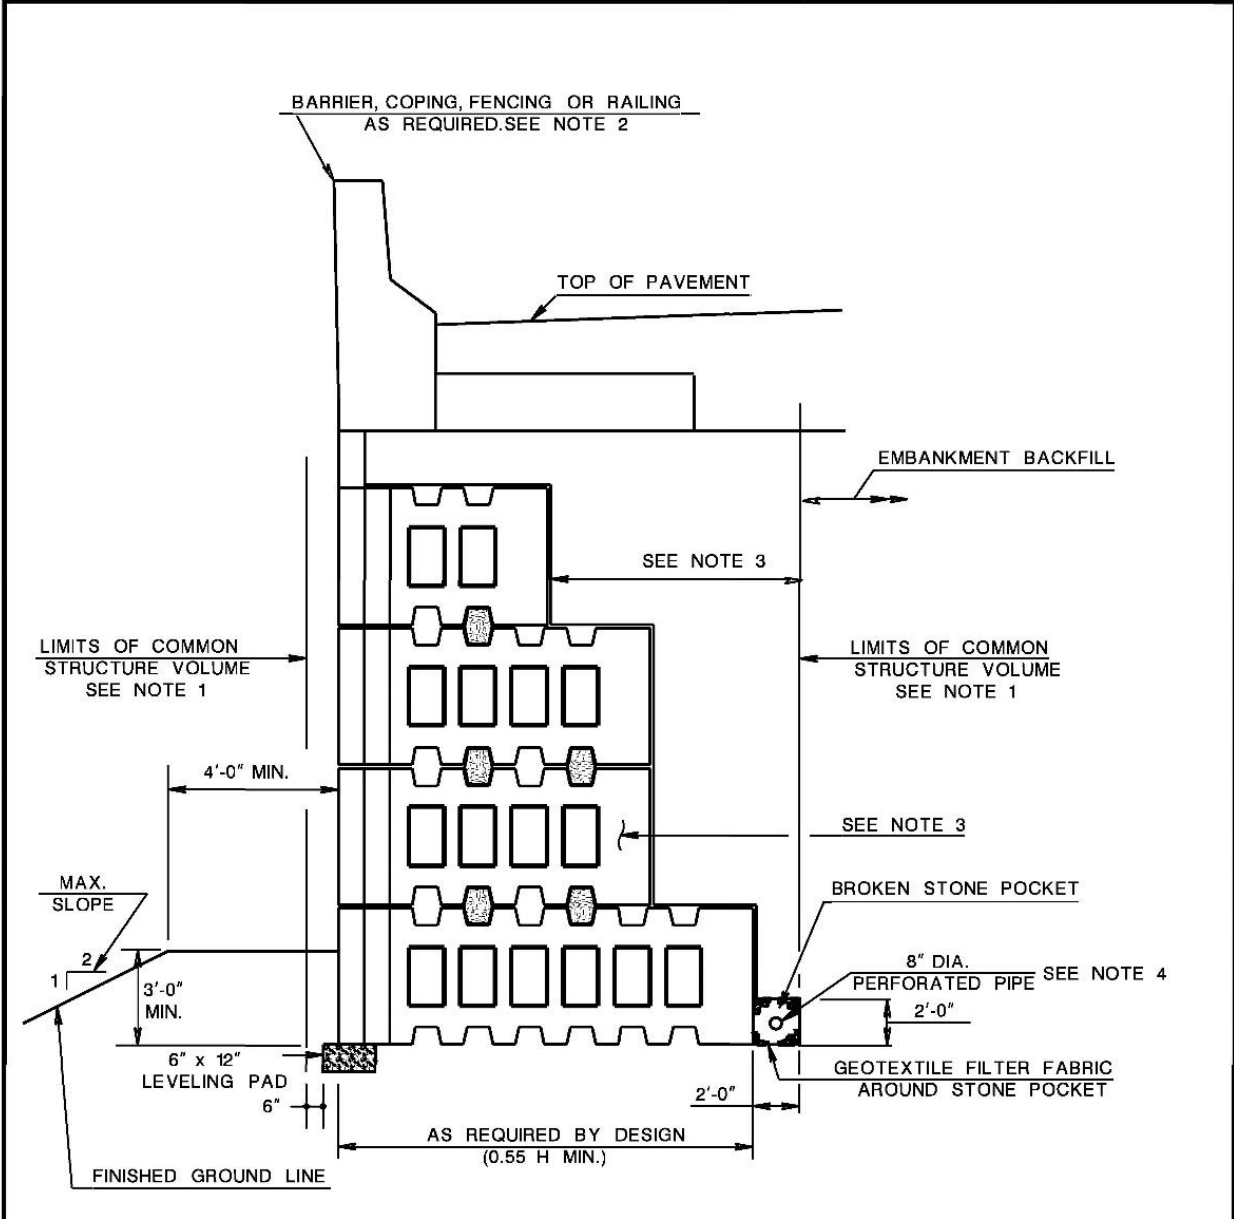 BARRIER, COPING, FENCING OR RAILING
AS REQUIRED.SEE NOTE 2
TOP OF PAVEMENT
EMBANKMENT BACKFILL
SEE NOTE 3
LIMITS OF COMMON
STRUCTURE VOLUME
SEE NOTE 1
LIMITS OF COMMON
STRUCTURE VOLUME
SEE NOTE 1
4'-0" MIN.
SEE NOTE 3
MAX.
SLOPE
BROKEN STONE POCKET
2
1
3'-0"
MIN.
8" DIA.
PERFORATED PIPE
SEE NOTE 4
2'-0"
6" x 12"
LEVELING PAD
6"
GEOTEXTILE FILTER FABRIC
AROUND STONE POCKET
2'-0"
AS REQUIRED BY DESIGN
(0.55 H MIN.)
FINISHED GROUND LINE